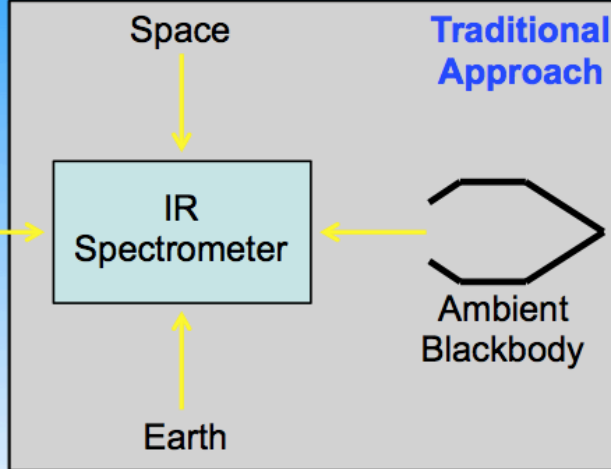 Space
Traditional
Approach
IR
Spectrometer
Ambient
Blackbody
Earth